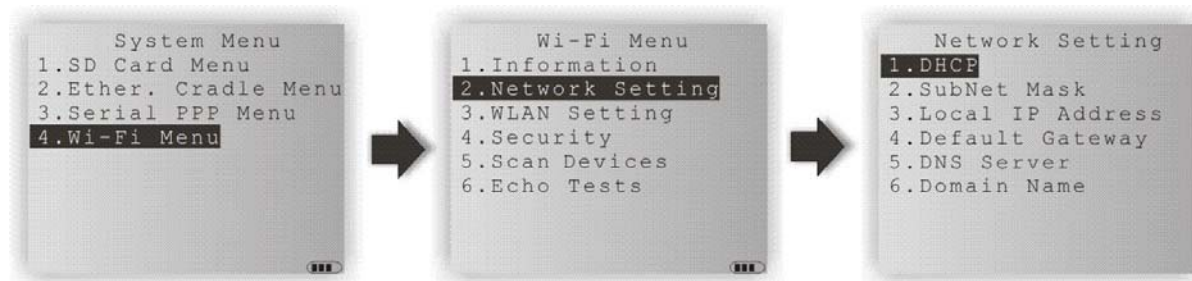 System Menu
1.SD Card Menu
2.Ether. Cradle Menu
3.Serial PPP Menu
4.Wi-Fi Menu
Wi-Fi Menu
1.Information
2.Network Setting
3.WLAN Setting
4.Security
5.Scan Devices
6.Echo Tests
Network Setting
1.DHCP
2.SubNet Mask
3.Local IP Address
4.Default Gateway
5.DNS Server
6.Domain Name